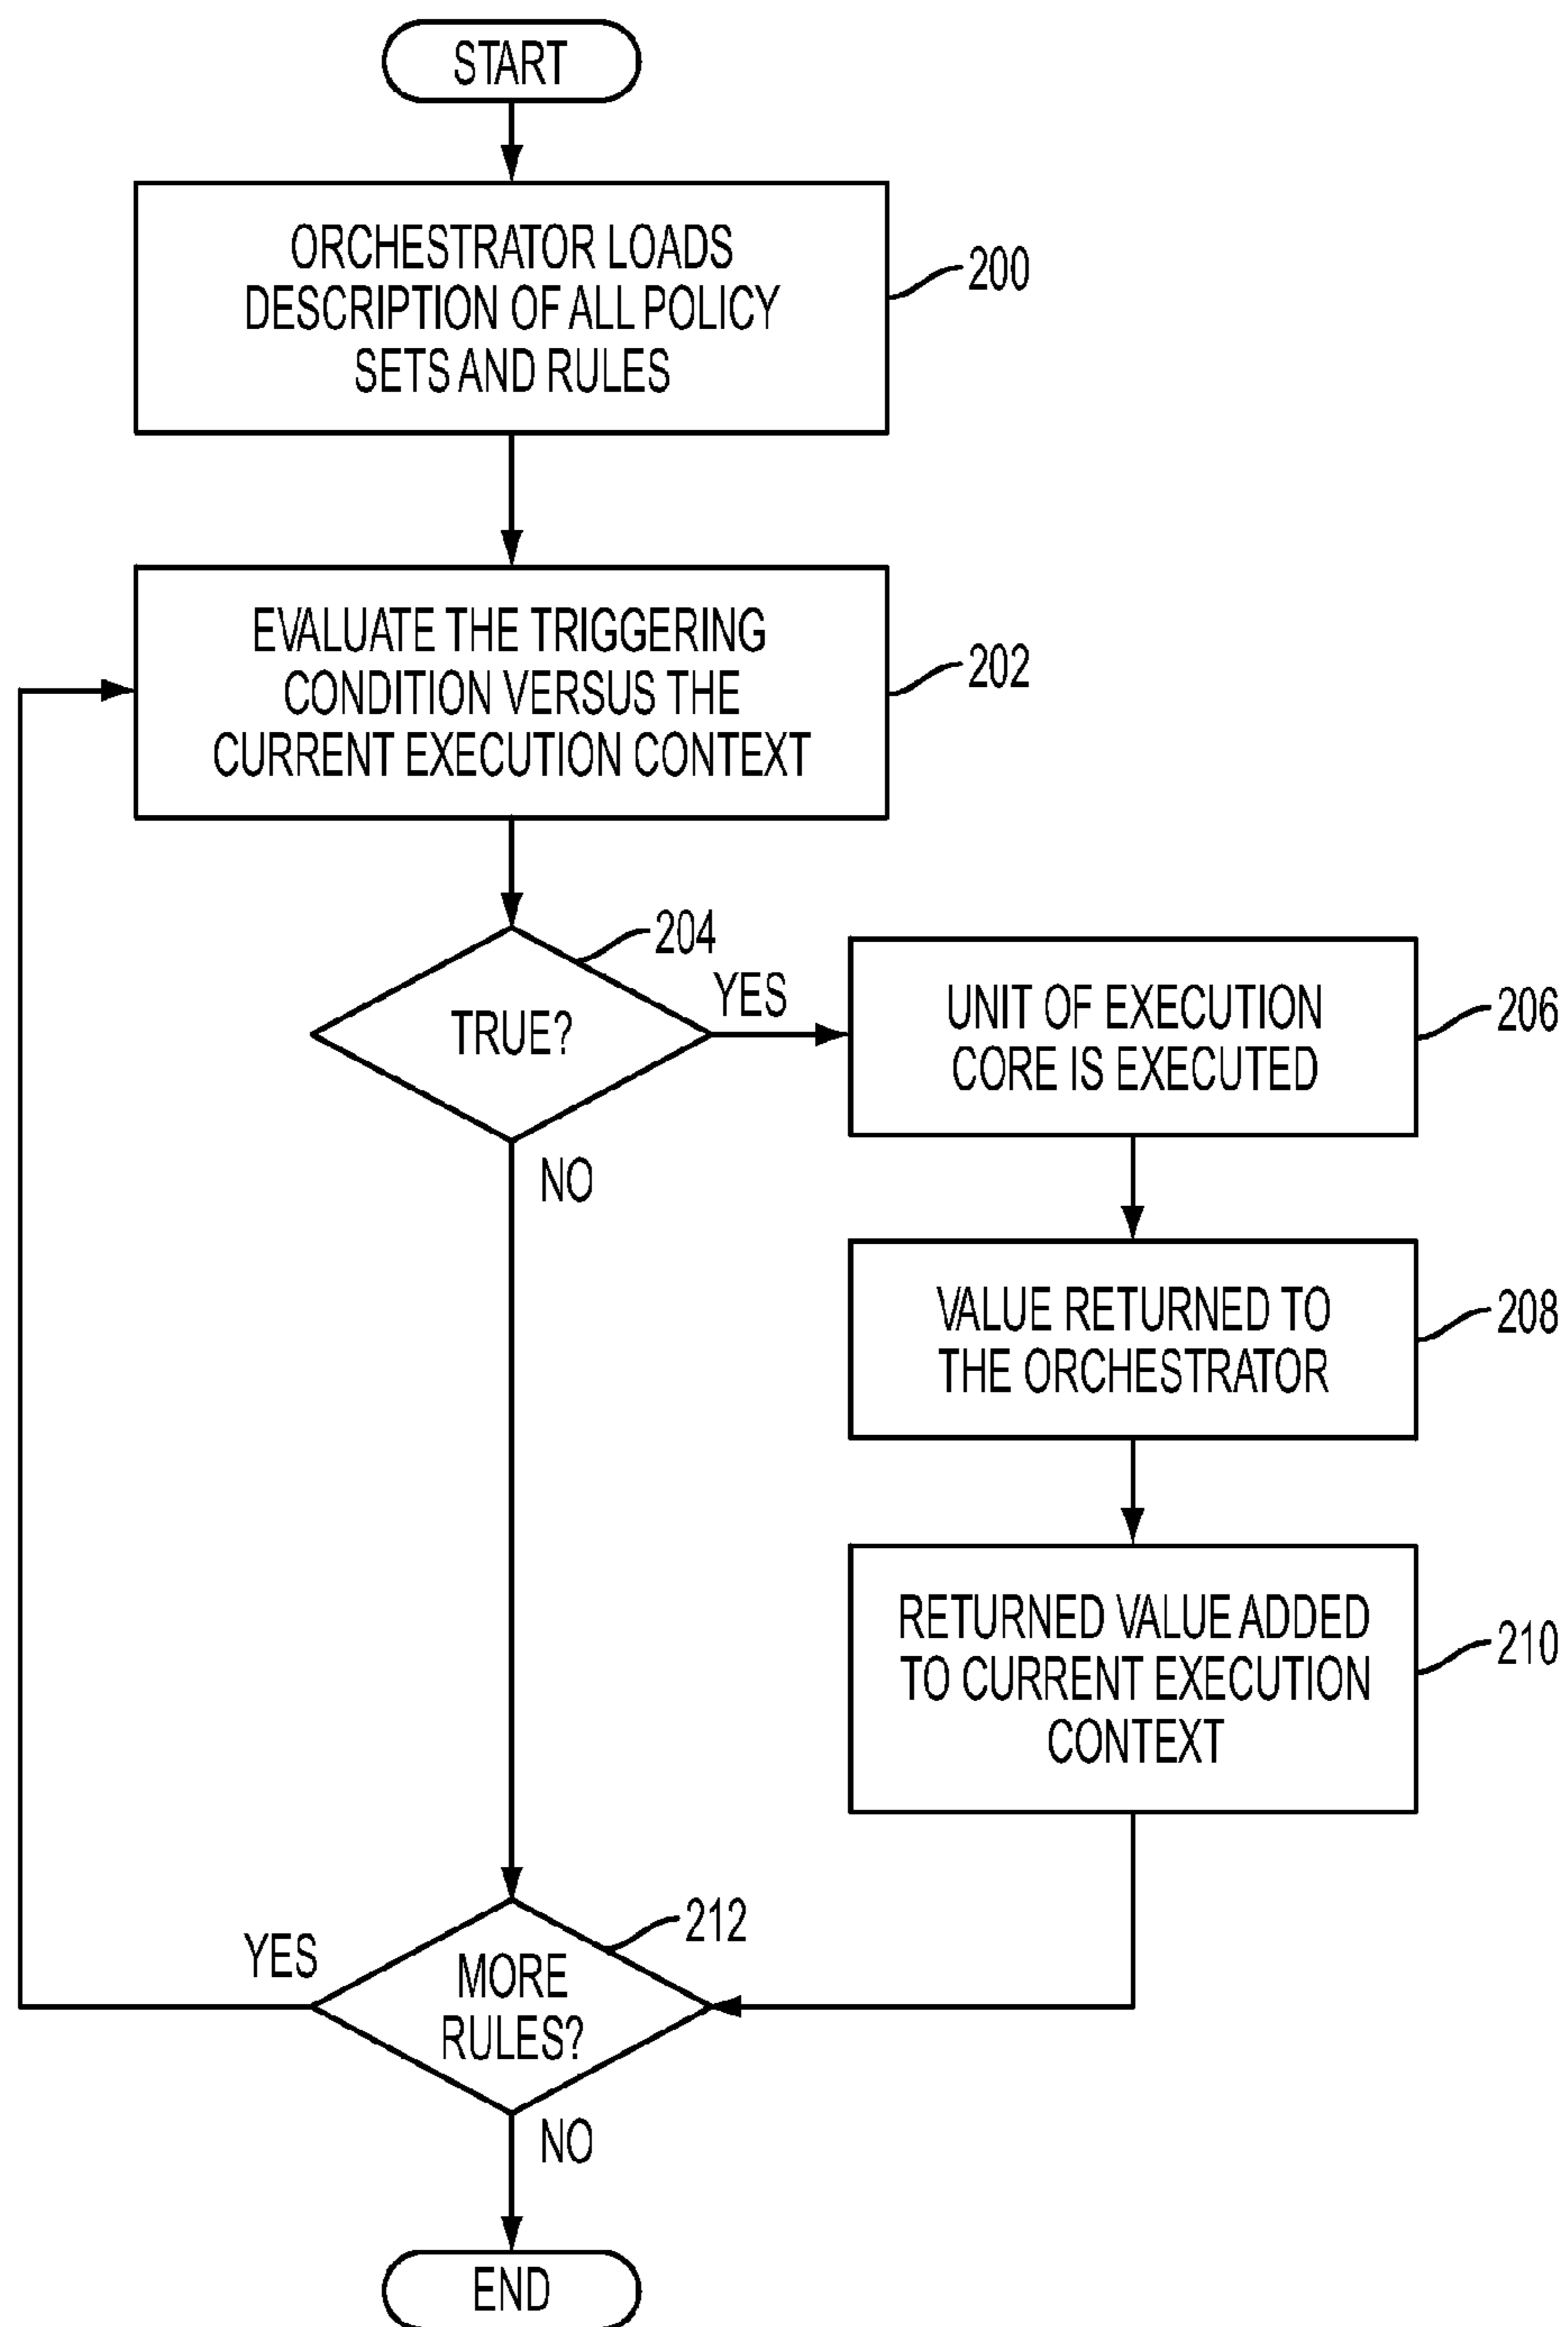 START
ORCHESTRATOR LOADS
DESCRIPTION OF ALL POLICY
SETS AND RULES
200
EVALUATE THE TRIGGERING
CONDITION VERSUS THE
CURRENT EXECUTION CONTEXT
202
204
TRUE?
YES
NO
UNIT OF EXECUTION
CORE IS EXECUTED
206
VALUE RETURNED TO
THE ORCHESTRATOR
208
RETURNED VALUE ADDED
TO CURRENT EXECUTION
CONTEXT
210
212
YES
MORE
RULES?
NO
END